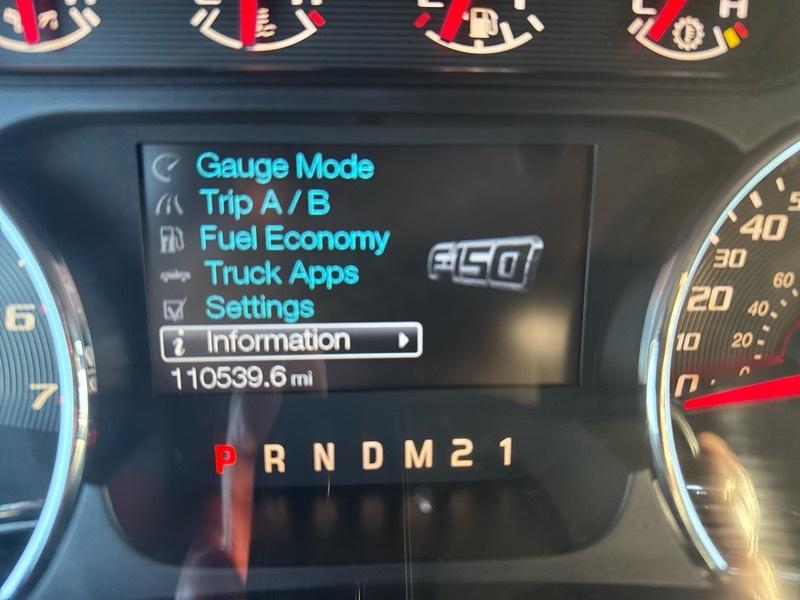 H
E
E H
Gauge Mode
Trip A / B
Fuel Economy
Truck Apps
Settings
i Information
110539.6 mi
F-150
P R N D M 2 1
6
7
40
30
20
10
0
60
40
20
0